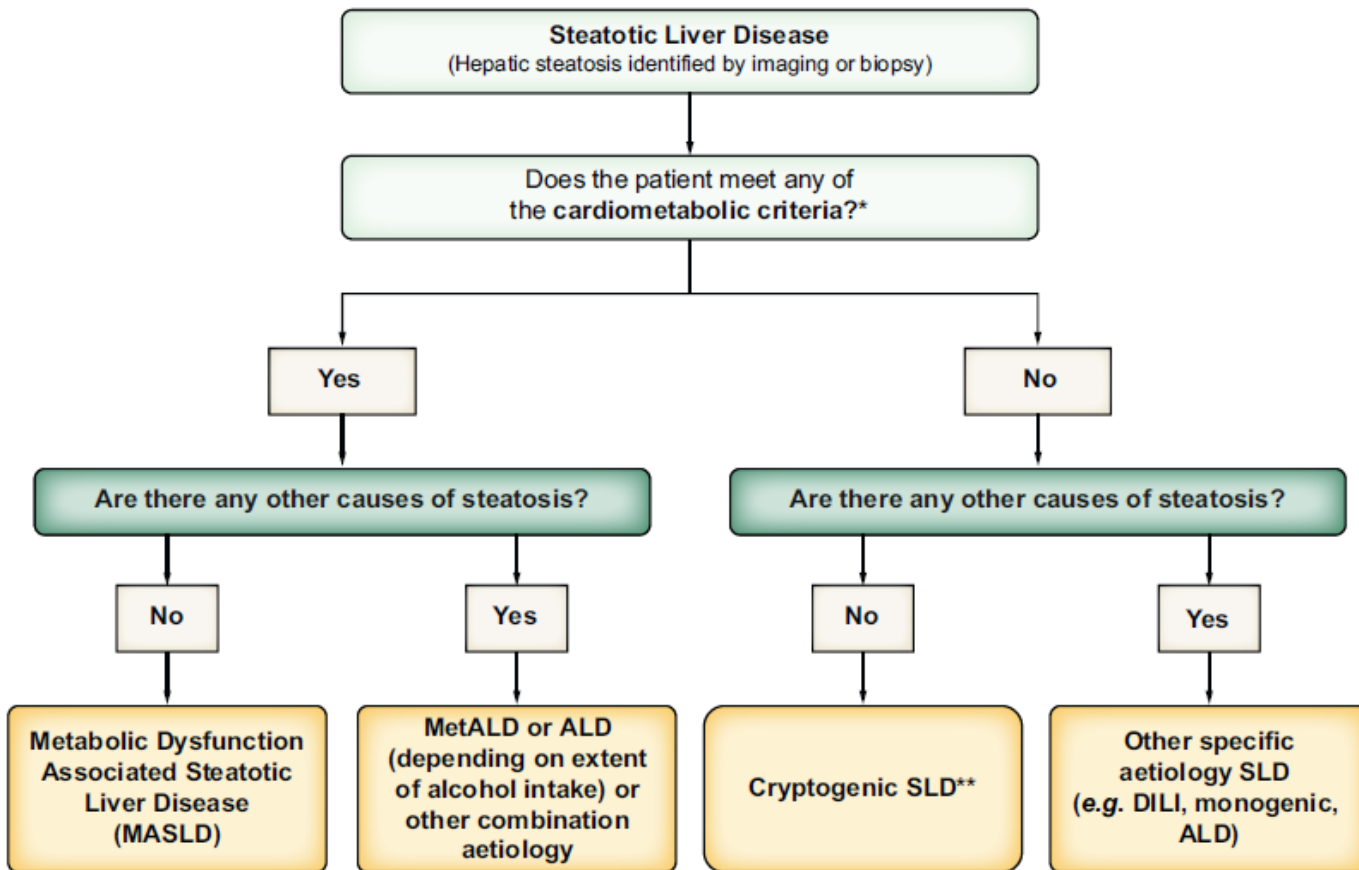 Steatotic Liver Disease
(Hepatic steatosis identified by imaging or biopsy)
Does the patient meet any of
the cardiometabolic criteria?*
Yes
No
Are there any other causes of steatosis?
Are there any other causes of steatosis?
No
Yes
No
Yes
Metabolic Dysfunction
Associated Steatotic
Liver Disease
(MASLD)
MetALD or ALD
(depending on extent
of alcohol intake) or
other combination
aetiology
Cryptogenic SLD**
Other specific
aetiology SLD
(e.g. DILI, monogenic,
ALD)